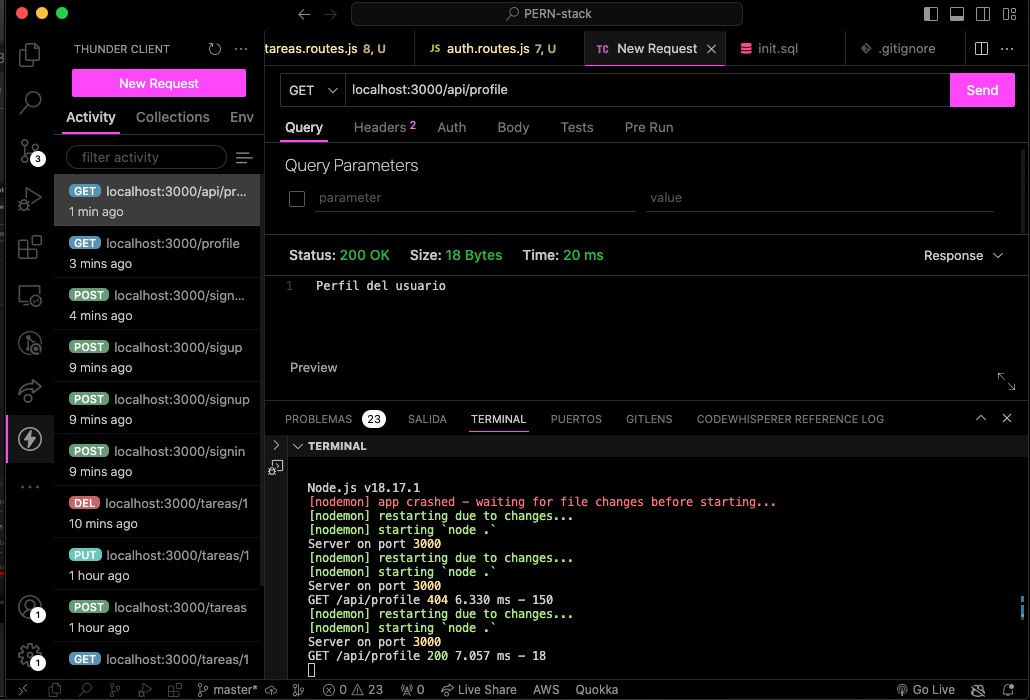 PERN-stack
THUNDER CLIENT
New Request
Activity Collections Env
filter activity
GET localhost:3000/api/pr...
1 min ago
GET localhost:3000/profile
3 mins ago
POST localhost:3000/sign...
4 mins ago
POST localhost:3000/sigup
9 mins ago
POST localhost:3000/signup
9 mins ago
POST localhost:3000/signin
9 mins ago
DEL localhost:3000/tareas/1
10 mins ago
PUT localhost:3000/tareas/1
1 hour ago
POST localhost:3000/tareas
1 hour ago
GET localhost:3000/tareas/1
3
1
1
tareas.routes.js 8, U JS auth.routes.js 7, U TC New Request init.sql .gitignore
GET localhost:3000/api/profile Send
Query Headers 2 Auth Body Tests Pre Run
Query Parameters
parameter value
Status: 200 OK Size: 18 Bytes Time: 20 ms Response
1 Perfil del usuario
Preview
PROBLEMAS 23 SALIDA TERMINAL PUERTOS GITLENS CODEWHISPERER REFERENCE LOG
TERMINAL
Node.js v18.17.1
[nodemon] app crashed - waiting for file changes before starting...
[nodemon] restarting due to changes...
[nodemon] starting `node .`
Server on port 3000
[nodemon] restarting due to changes...
[nodemon] starting `node .`
Server on port 3000
GET /api/profile 404 6.330 ms - 150
[nodemon] restarting due to changes...
[nodemon] starting `node .`
Server on port 3000
GET /api/profile 200 7.057 ms - 18
master* 0 23 0 Live Share AWS Quokka Go Live